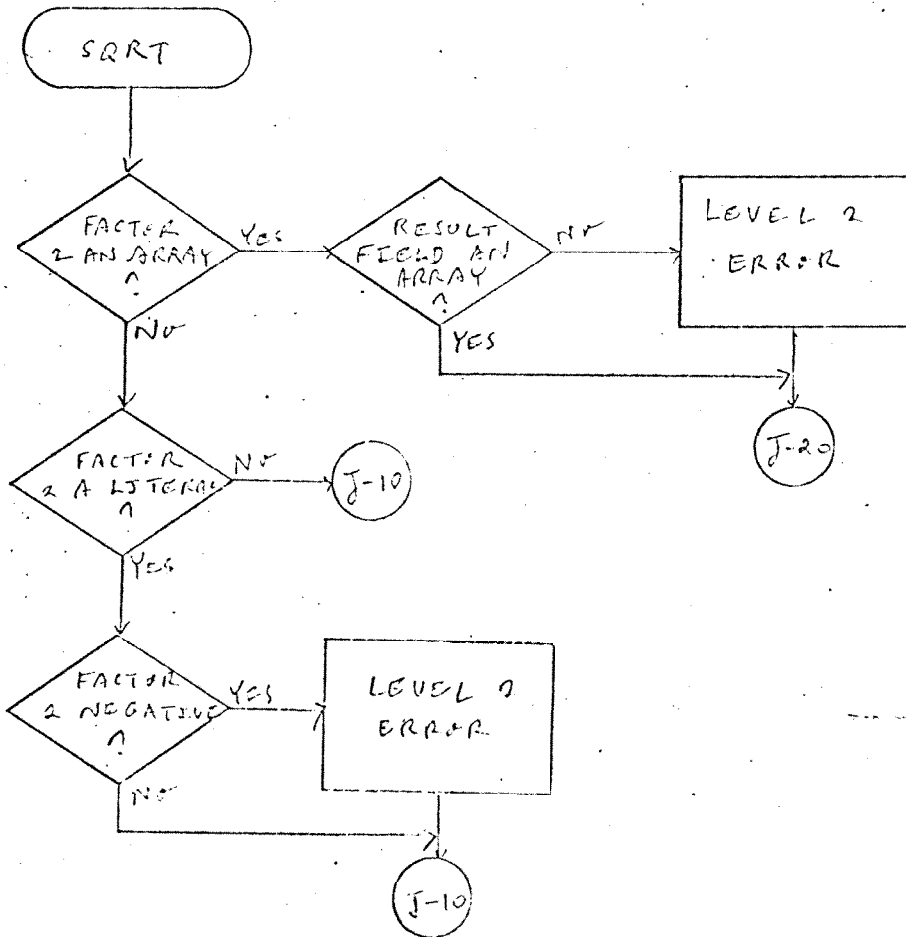 SQRT
FACTOR
2 AN ARRAY
?
YES
NO
RESULT
FIELD AN
ARRAY
?
NO
YES
LEVEL 2
ERROR
J-20
FACTOR
2 A LITERAL
?
NO
J-10
YES
FACTOR
2 NEGATIVE
?
YES
NO
LEVEL 2
ERROR
J-10